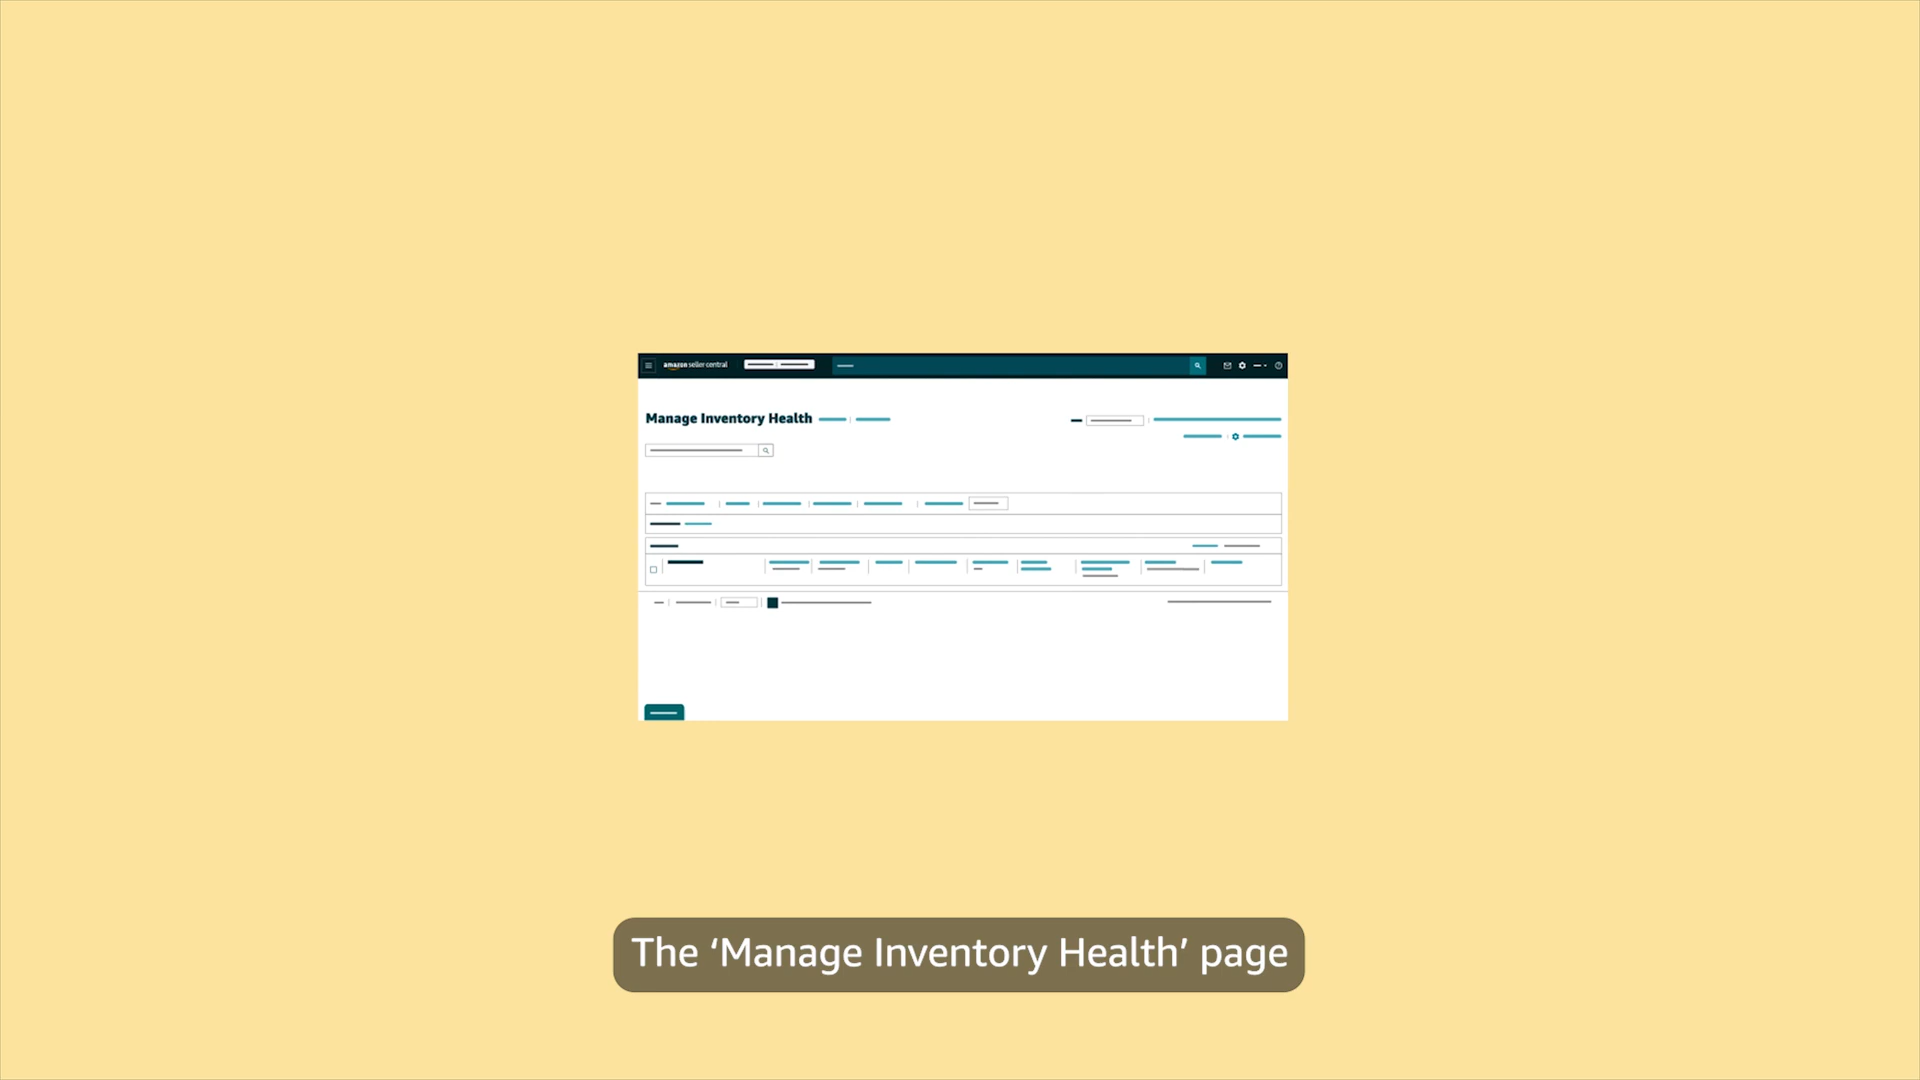 amazon seller central
Manage Inventory Health
The ‘Manage Inventory Health’ page